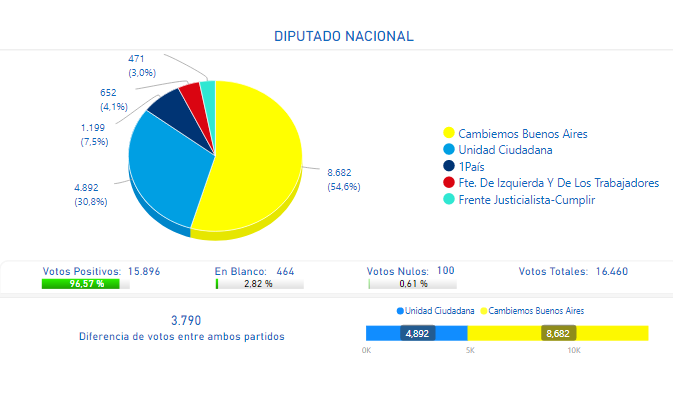 DIPUTADO NACIONAL
471
(3,0%)
652
(4,1%)
1.199
(7,5%)
4.892
(30,8%)
8.682
(54,6%)
Cambiemos Buenos Aires
Unidad Ciudadana
1País
Fte. De Izquierda Y De Los Trabajadores
Frente Justicialista-Cumplir
Votos Positivos: 15.896
96,57 %
En Blanco: 464
2,82 %
Votos Nulos: 100
0,61 %
Votos Totales: 16.460
3.790
Diferencia de votos entre ambos partidos
Unidad Ciudadana Cambiemos Buenos Aires
4,892 8,682
0K 5K 10K